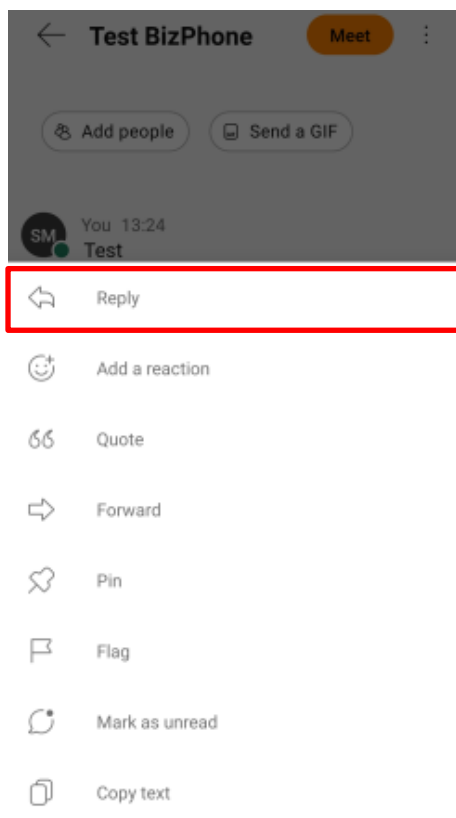 Test BizPhone Meet
Add people Send a GIF
SM You 13:24
Test
Reply
Add a reaction
Quote
Forward
Pin
Flag
Mark as unread
Copy text